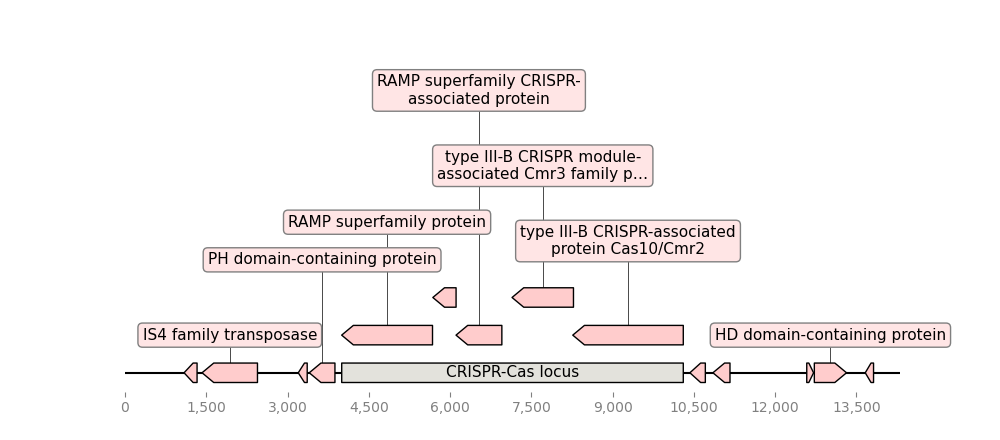 RAMP superfamily CRISPR-
associated protein
type III-B CRISPR module-
associated Cmr3 family p…
RAMP superfamily protein
type III-B CRISPR-associated
protein Cas10/Cmr2
PH domain-containing protein
IS4 family transposase
HD domain-containing protein
CRISPR-Cas locus
0 1,500 3,000 4,500 6,000 7,500 9,000 10,500 12,000 13,500